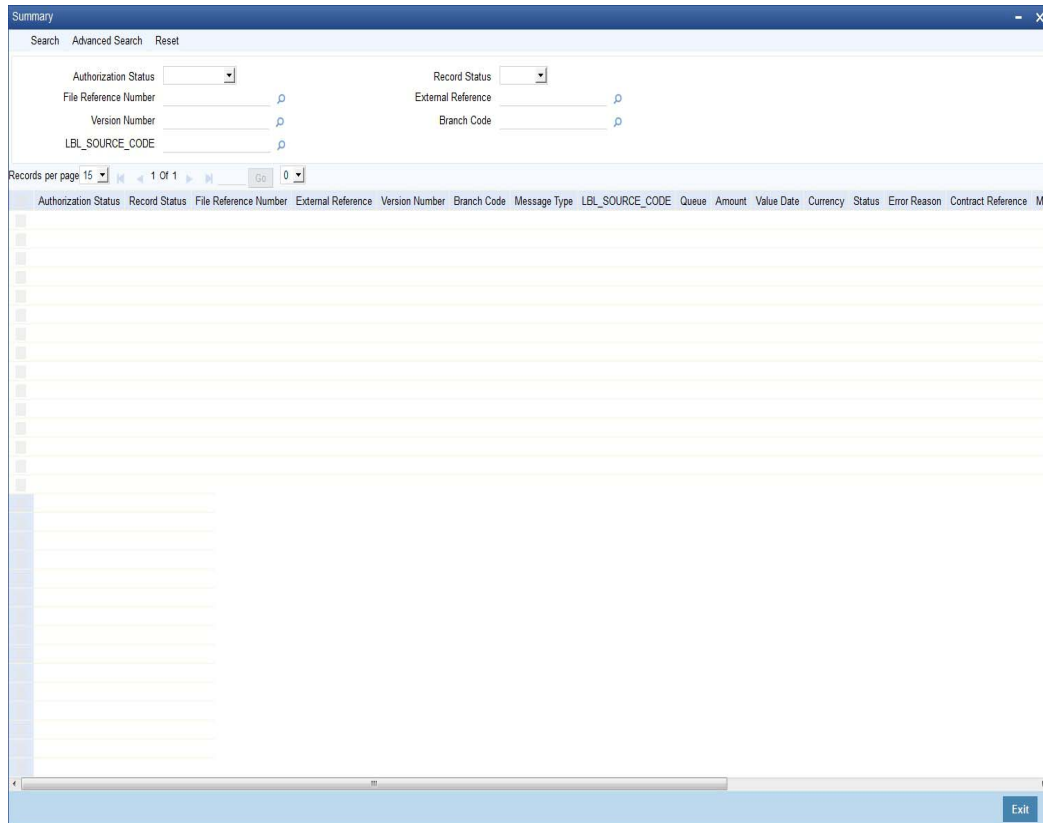 Summary
Search Advanced Search Reset
Authorization Status Record Status
File Reference Number External Reference
Version Number Branch Code
LBL_SOURCE_CODE
Records per page 15 1 Of 1 Go 0
Authorization Status Record Status File Reference Number External Reference Version Number Branch Code Message Type LBL_SOURCE_CODE Queue Amount Value Date Currency Status Error Reason Contract Reference M
Exit